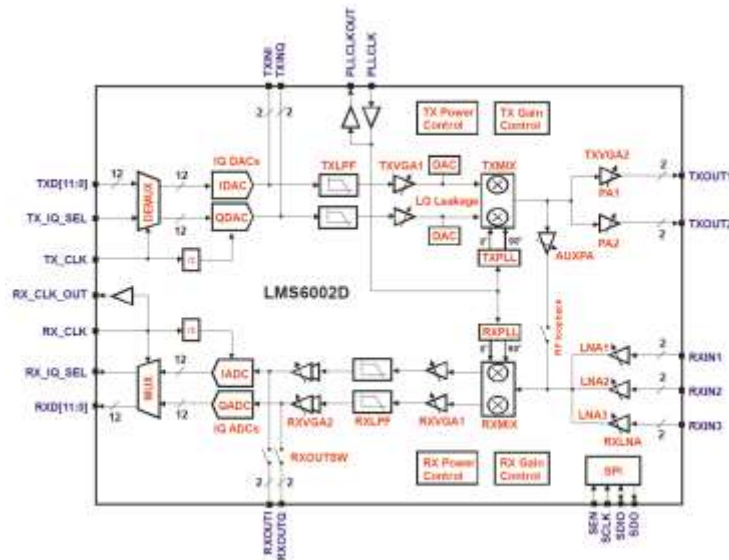 TXINI
TXINQ
PLLCLKOUT
PLLCLK
2
2
TX Power
Control
TX Gain
Control
IQ DACs
TXLPF
TXVGA1
DAC
TXMIX
TXVGA2
2
TXD[11:0]
12
DEMUX
12
IDAC
TXOUT1
PA1
LO Leakage
TX_IQ_SEL
12
QDAC
DAC
2
TXOUT2
PA2
0°
90°
AUXPA
TX_CLK
TXPLL
LMS6002D
RX_CLK_OUT
RF loopback
RX_CLK
RXPLL
0°
90°
LNA1
2
RXIN1
RX_IQ_SEL
MUX
12
IADC
LNA2
2
RXIN2
RXD[11:0]
12
12
QADC
IQ ADCs
RXVGA2
RXLPF
RXVGA1
RXMIX
LNA3
RXLNA
2
RXIN3
RXOUTSW
RX Power
Control
RX Gain
Control
SPI
2
2
RXOUTI
RXOUTQ
SEN
SCLK
SDIO
SDO